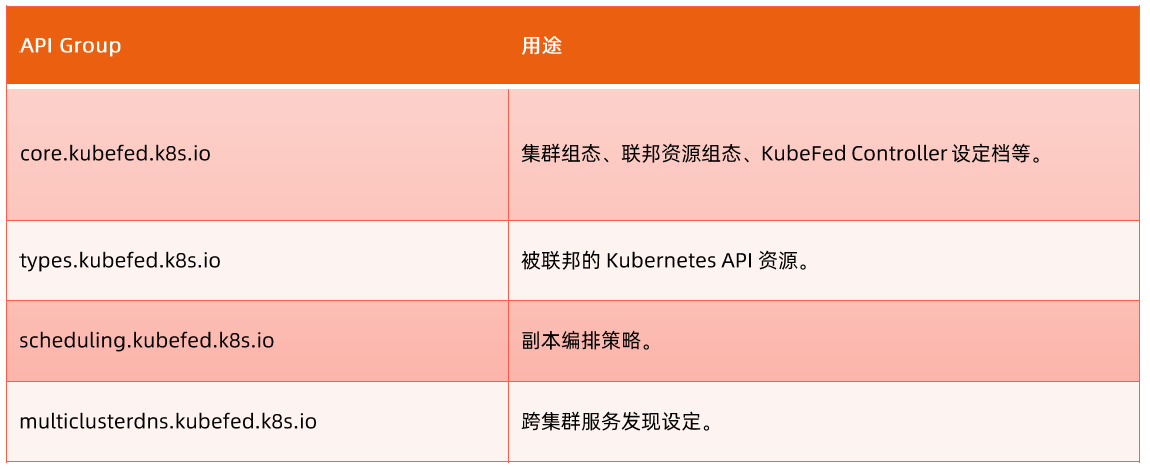 API Group 用途
core.kubefed.k8s.io 集群组态、联邦资源组态、KubeFed Controller 设定档等。
types.kubefed.k8s.io 被联邦的 Kubernetes API 资源。
scheduling.kubefed.k8s.io 副本编排策略。
multiclusterdns.kubefed.k8s.io 跨集群服务发现设定。